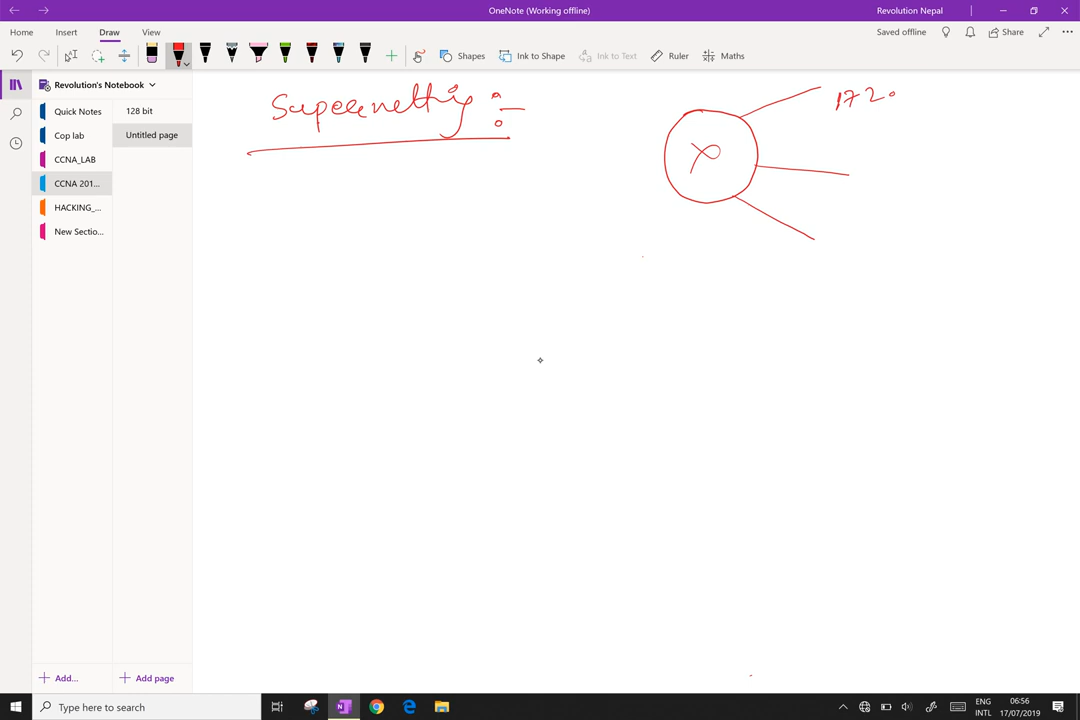 OneNote (Working offline)
Revolution Nepal
Home Insert Draw View
Saved offline
Share
Shapes
Ink to Shape
Ink to Text
Ruler
Maths
Revolution's Notebook
Quick Notes
Cop lab
CCNA_LAB
CCNA 201...
HACKING_...
New Sectio...
128 bit
Untitled page
Supernetting :-
172.
Add...
Add page
Type here to search
ENG
INTL
06:56
17/07/2019